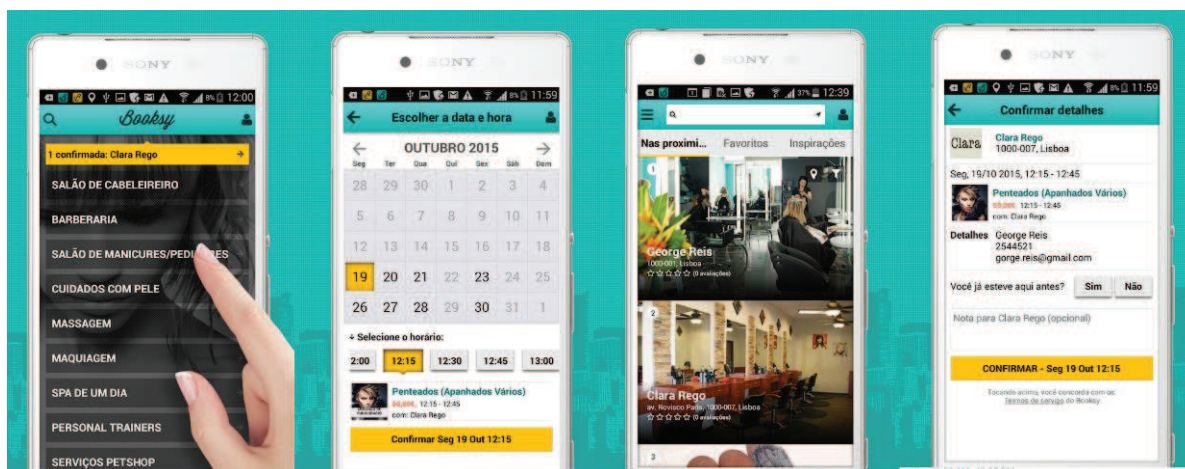 SONY
8% 12:00
Booksy
1 confirmada: Clara Rego
SALÃO DE CABELEIREIRO
BARBERARIA
SALÃO DE MANICURES/PEDI RES
CUIDADOS COM PELE
MASSAGEM
MAQUIAGEM
SPA DE UM DIA
PERSONAL TRAINERS
SERVIÇOS PETSHOP
SONY
8% 11:59
Escolher a data e hora
OUTUBRO 2015
Seg Ter Qua Qui Sex Sáb Dom
28 29 30 1 2 3 4
5 6 7 8 9 10 11
12 13 14 15 16 17 18
19 20 21 22 23 24 25
26 27 28 29 30 31 1
Selecione o horário:
2:00 12:15 12:30 12:45 13:00
Penteados (Apanhados Vários)
12:15 - 12:45
com: Clara Rego
Confirmar Seg 19 Out 12:15
SONY
37% 12:39
Nas proximi... Favoritos Inspirações
1
George Reis
1000-001, Lisboa
(0 avaliações)
2
Clara Rego
av. Rovisco Pais, 1000-007, Lisboa
(0 avaliações)
3
SONY
8% 11:59
Confirmar detalhes
Clara
Clara Rego
1000-007, Lisboa
Seg, 19/10 2015, 12:15 - 12:45
Penteados (Apanhados Vários)
12:15 - 12:45
com: Clara Rego
Detalhes George Reis
2544521
gorge.reis@gmail.com
Você já esteve aqui antes? Sim Não
Nota para Clara Rego (opcional)
CONFIRMAR - Seg 19 Out 12:15
Tocando acima, você concorda com os
Termos de serviço do Booksy